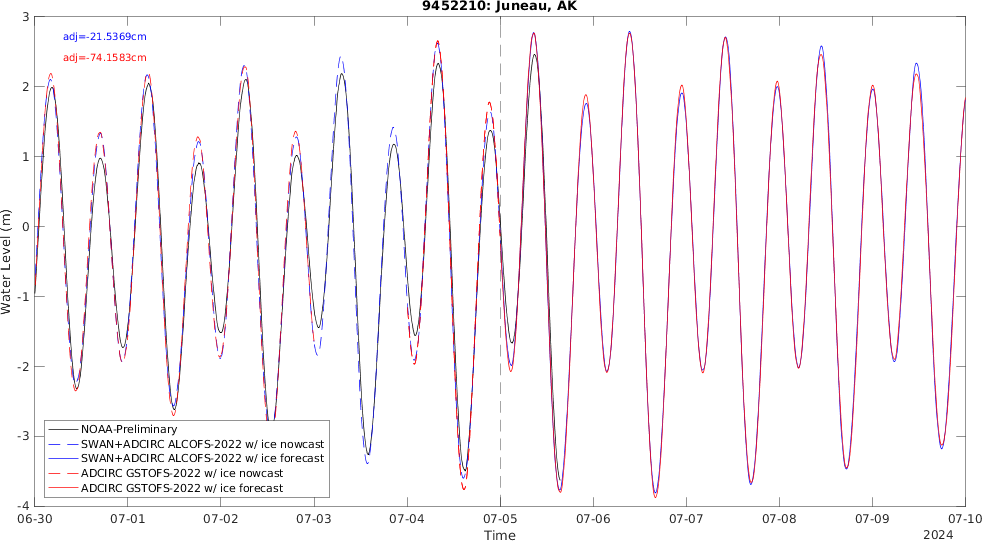 9452210: Juneau, AK
adj=-21.5369cm
adj=-74.1583cm
Water Level (m)
3
2
1
0
-1
-2
-3
-4
NOAA-Preliminary
SWAN+ADCIRC ALCOFS-2022 w/ ice nowcast
SWAN+ADCIRC ALCOFS-2022 w/ ice forecast
ADCIRC GSTOFS-2022 w/ ice nowcast
ADCIRC GSTOFS-2022 w/ ice forecast
06-30 07-01 07-02 07-03 07-04 07-05 07-06 07-07 07-08 07-09 07-10
Time
2024